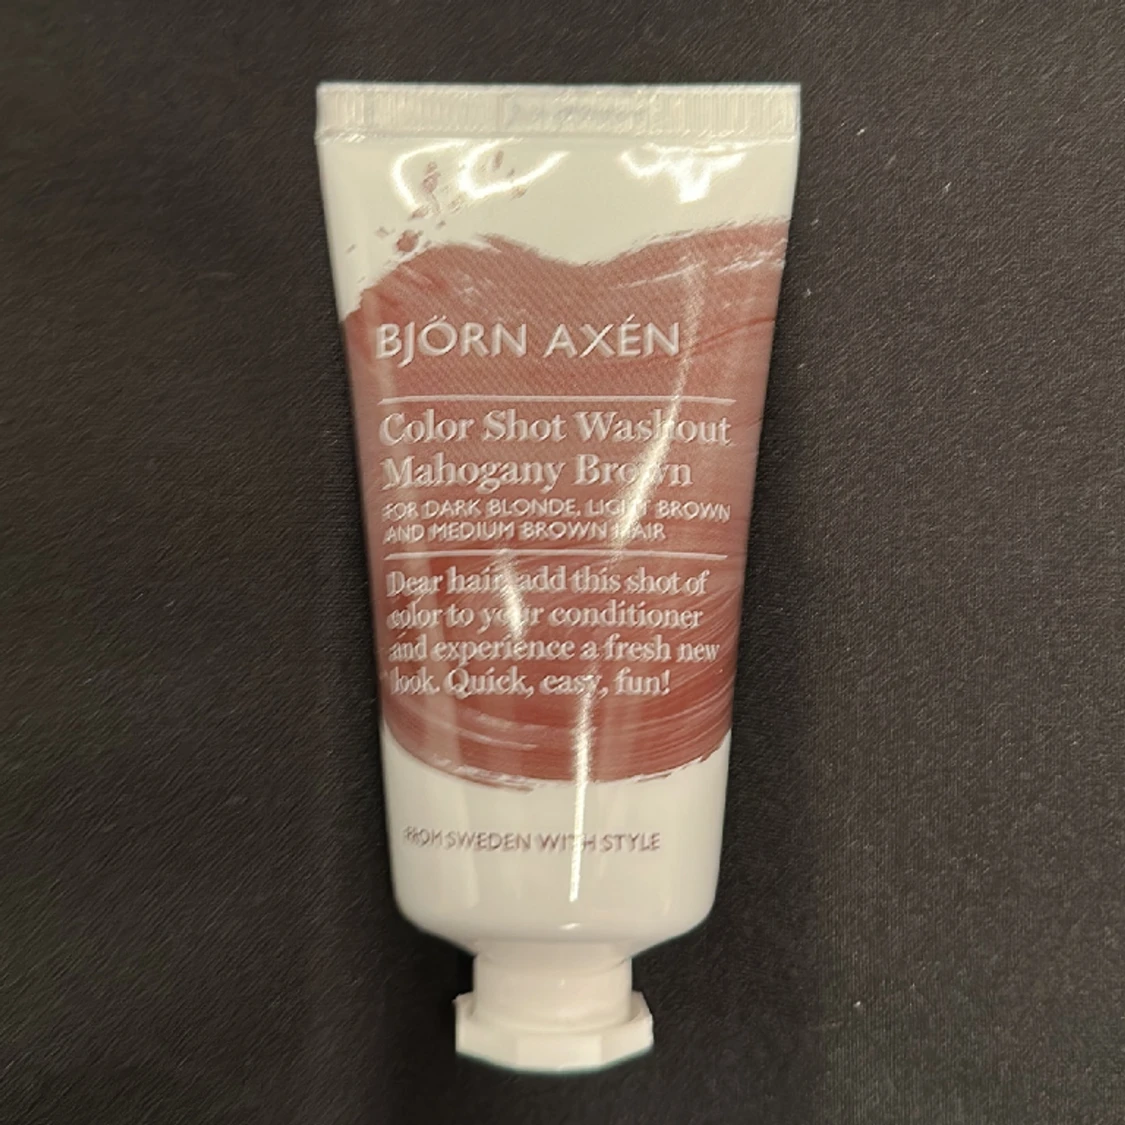 BJÖRN AXÉN
Color Shot Washout
Mahogany Brown
FOR DARK BLONDE, LIGHT BROWN
AND MEDIUM BROWN HAIR
Dear hair, add this shot of
color to your conditioner
and experience a fresh new
look. Quick, easy, fun!
FROM SWEDEN WITH STYLE